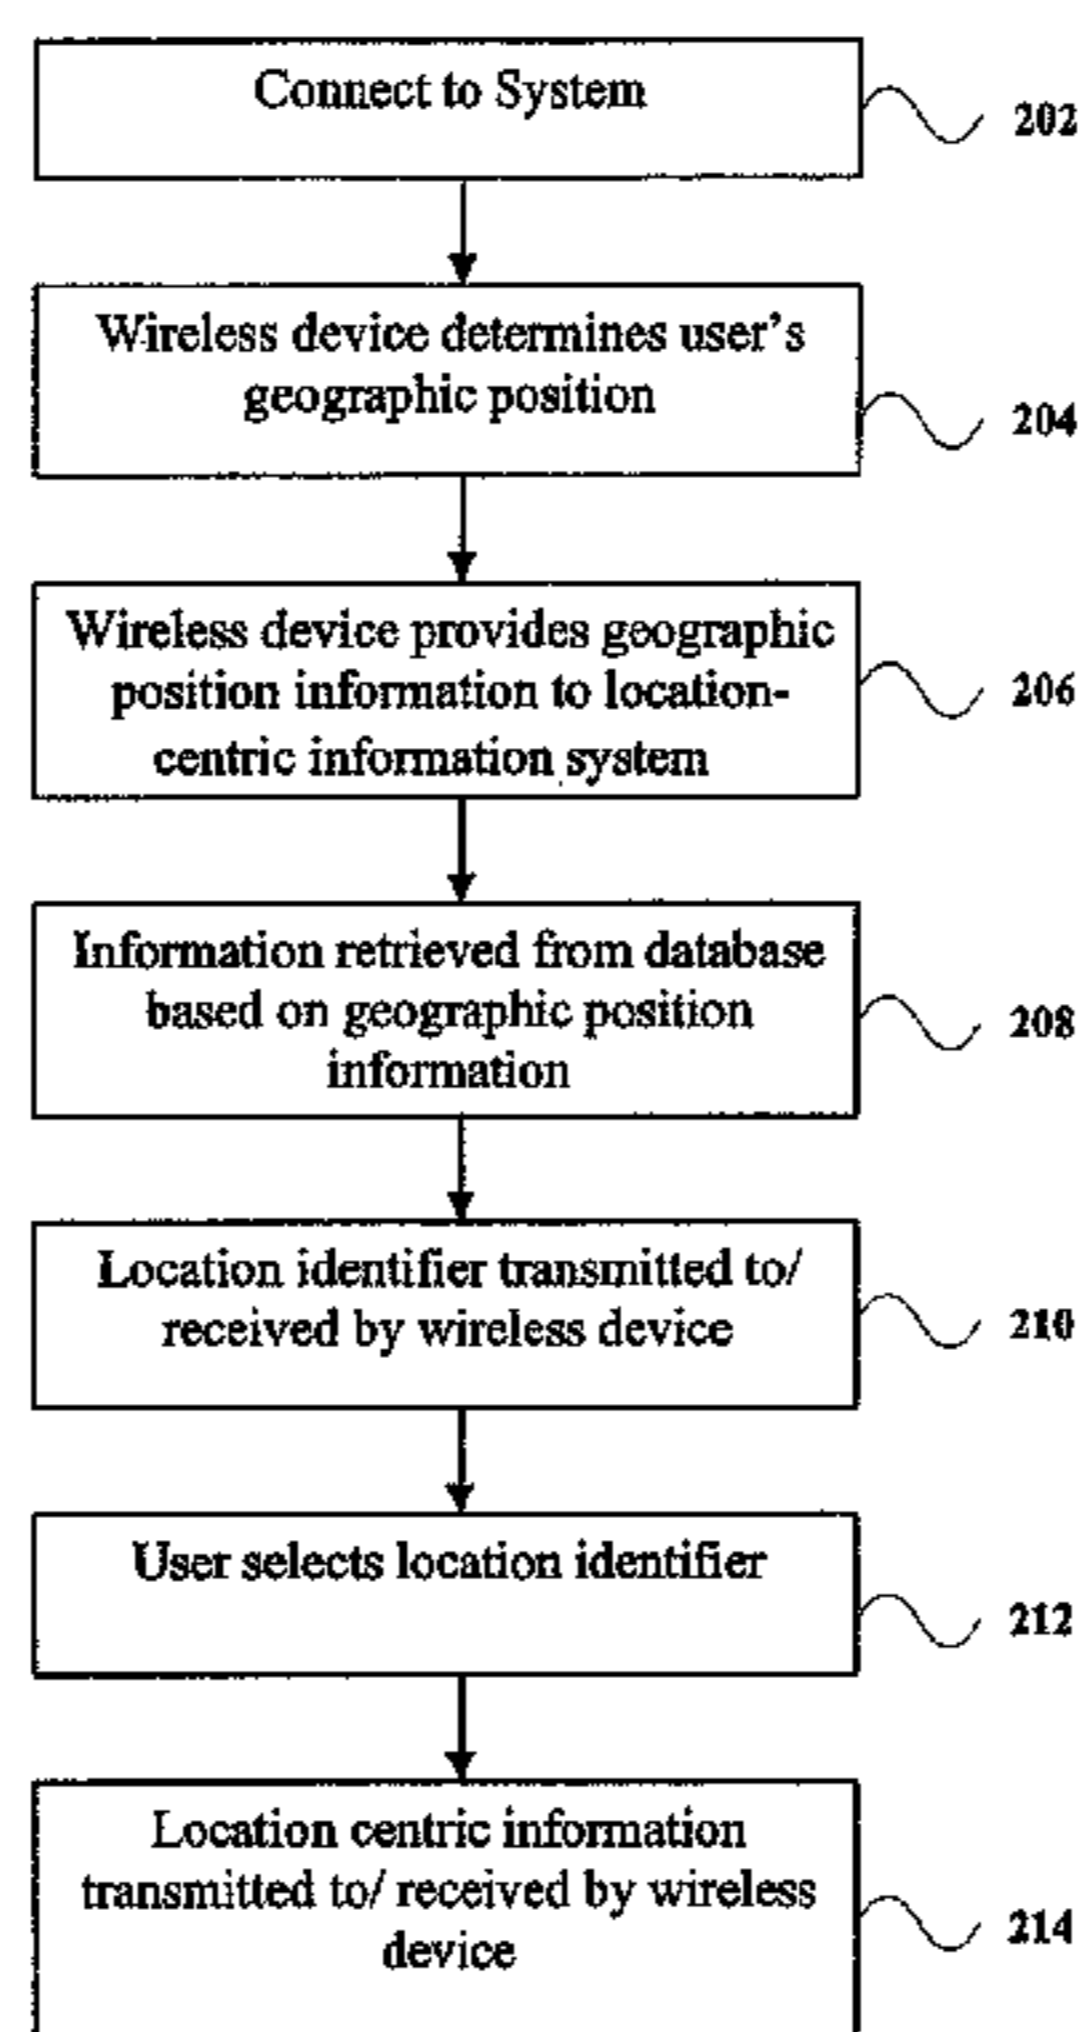 Connect to System
202
Wireless device determines user's
geographic position
204
Wireless device provides geographic
position information to location-
centric information system
206
Information retrieved from database
based on geographic position
information
208
Location identifier transmitted to/
received by wireless device
210
User selects location identifier
212
Location centric information
transmitted to/ received by wireless
device
214